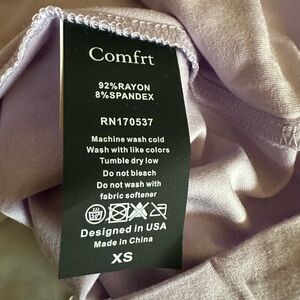 Comfrt
92%RAYON
8%SPANDEX
RN170537
Machine wash cold
Wash with like colors
Tumble dry low
Do not bleach
Do not wash with
fabric softener
Designed in USA
Made in China
XS